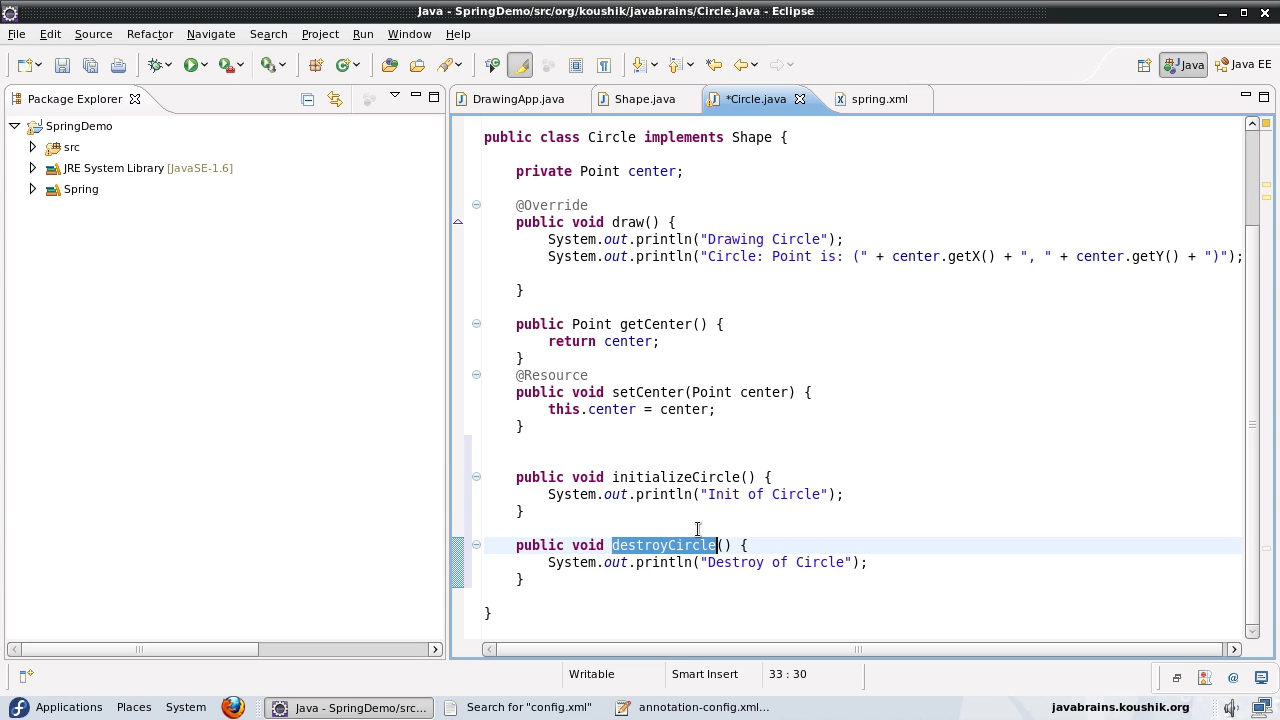 Java - SpringDemo/src/org/koushik/javabrains/Circle.java - Eclipse
File Edit Source Refactor Navigate Search Project Run Window Help
Java Java EE
Package Explorer DrawingApp.java Shape.java *Circle.java spring.xml
SpringDemo
src
JRE System Library [JavaSE-1.6]
Spring
public class Circle implements Shape {
private Point center;
@Override
public void draw() {
System.out.println("Drawing Circle");
System.out.println("Circle: Point is: (" + center.getX() + ", " + center.getY() + ")");
}
public Point getCenter() {
return center;
}
@Resource
public void setCenter(Point center) {
this.center = center;
}
public void initializeCircle() {
System.out.println("Init of Circle");
}
public void destroyCircle() {
System.out.println("Destroy of Circle");
}
}
Writable Smart Insert 33 : 30
Applications Places System Java - SpringDemo/src... Search for "config.xml" annotation-config.xml... javabrains.koushik.org